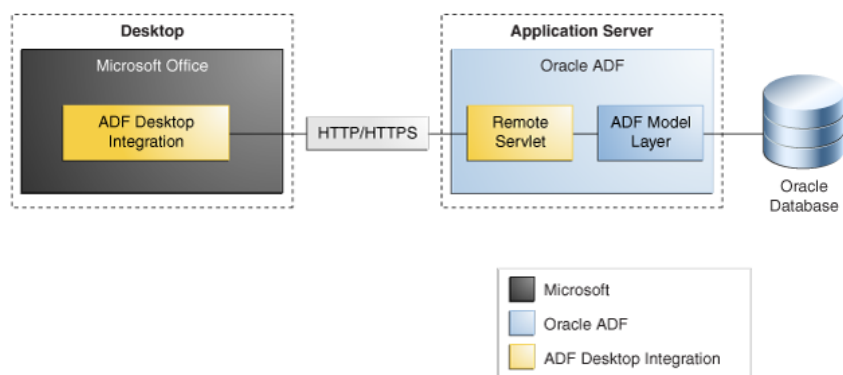 Desktop
Microsoft Office
ADF Desktop
Integration
HTTP/HTTPS
Application Server
Oracle ADF
Remote
Servlet
ADF Model
Layer
Oracle
Database
Microsoft
Oracle ADF
ADF Desktop Integration